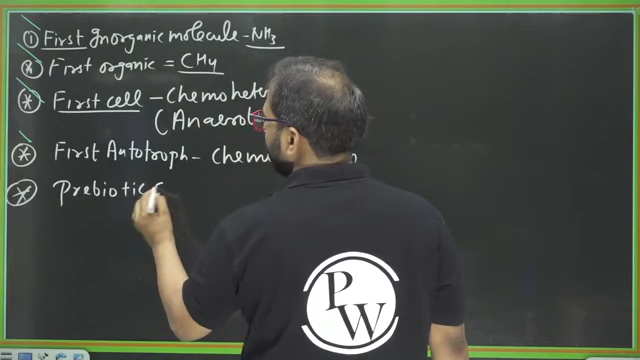 ① First Inorganic molecule - NH₃
② First organic = CH₄
* First cell - Chemohete
(Anaerob
* First Autotroph - Chem
* Prebiotic
PW